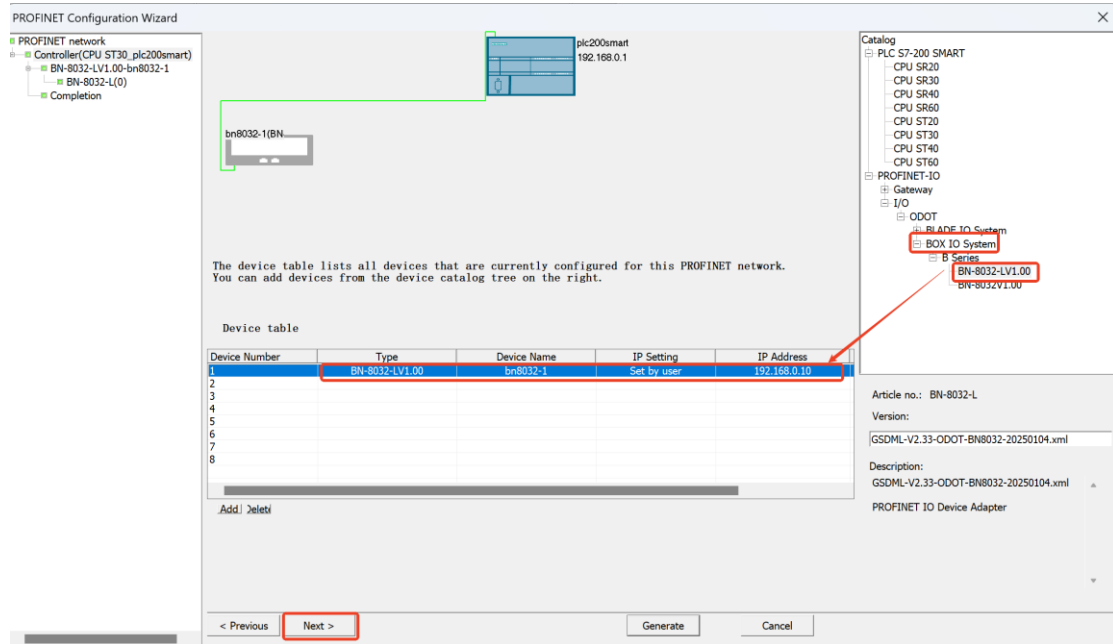 PROFINET Configuration Wizard
PROFINET network
Controller(CPU ST30_plc200smart)
BN-8032-LV1.00-bn8032-1
BN-8032-L(0)
Completion
plc200smart
192.168.0.1
bn8032-1(BN...
The device table lists all devices that are currently configured for this PROFINET network.
You can add devices from the device catalog tree on the right.
Device table
Device Number Type Device Name IP Setting IP Address
1 BN-8032-LV1.00 bn8032-1 Set by user 192.168.0.10
2
3
4
5
6
7
8
Add
< Previous Next > Generate Cancel
Catalog
PLC S7-200 SMART
CPU SR20
CPU SR30
CPU SR40
CPU SR60
CPU ST20
CPU ST30
CPU ST40
CPU ST60
PROFINET-IO
Gateway
I/O
ODOT
BLADE IO System
BOX IO System
B Series
BN-8032-LV1.00
BN-8032V1.00
Article no.: BN-8032-L
Version:
GSDML-V2.33-ODOT-BN8032-20250104.xml
Description:
GSDML-V2.33-ODOT-BN8032-20250104.xml
PROFINET IO Device Adapter